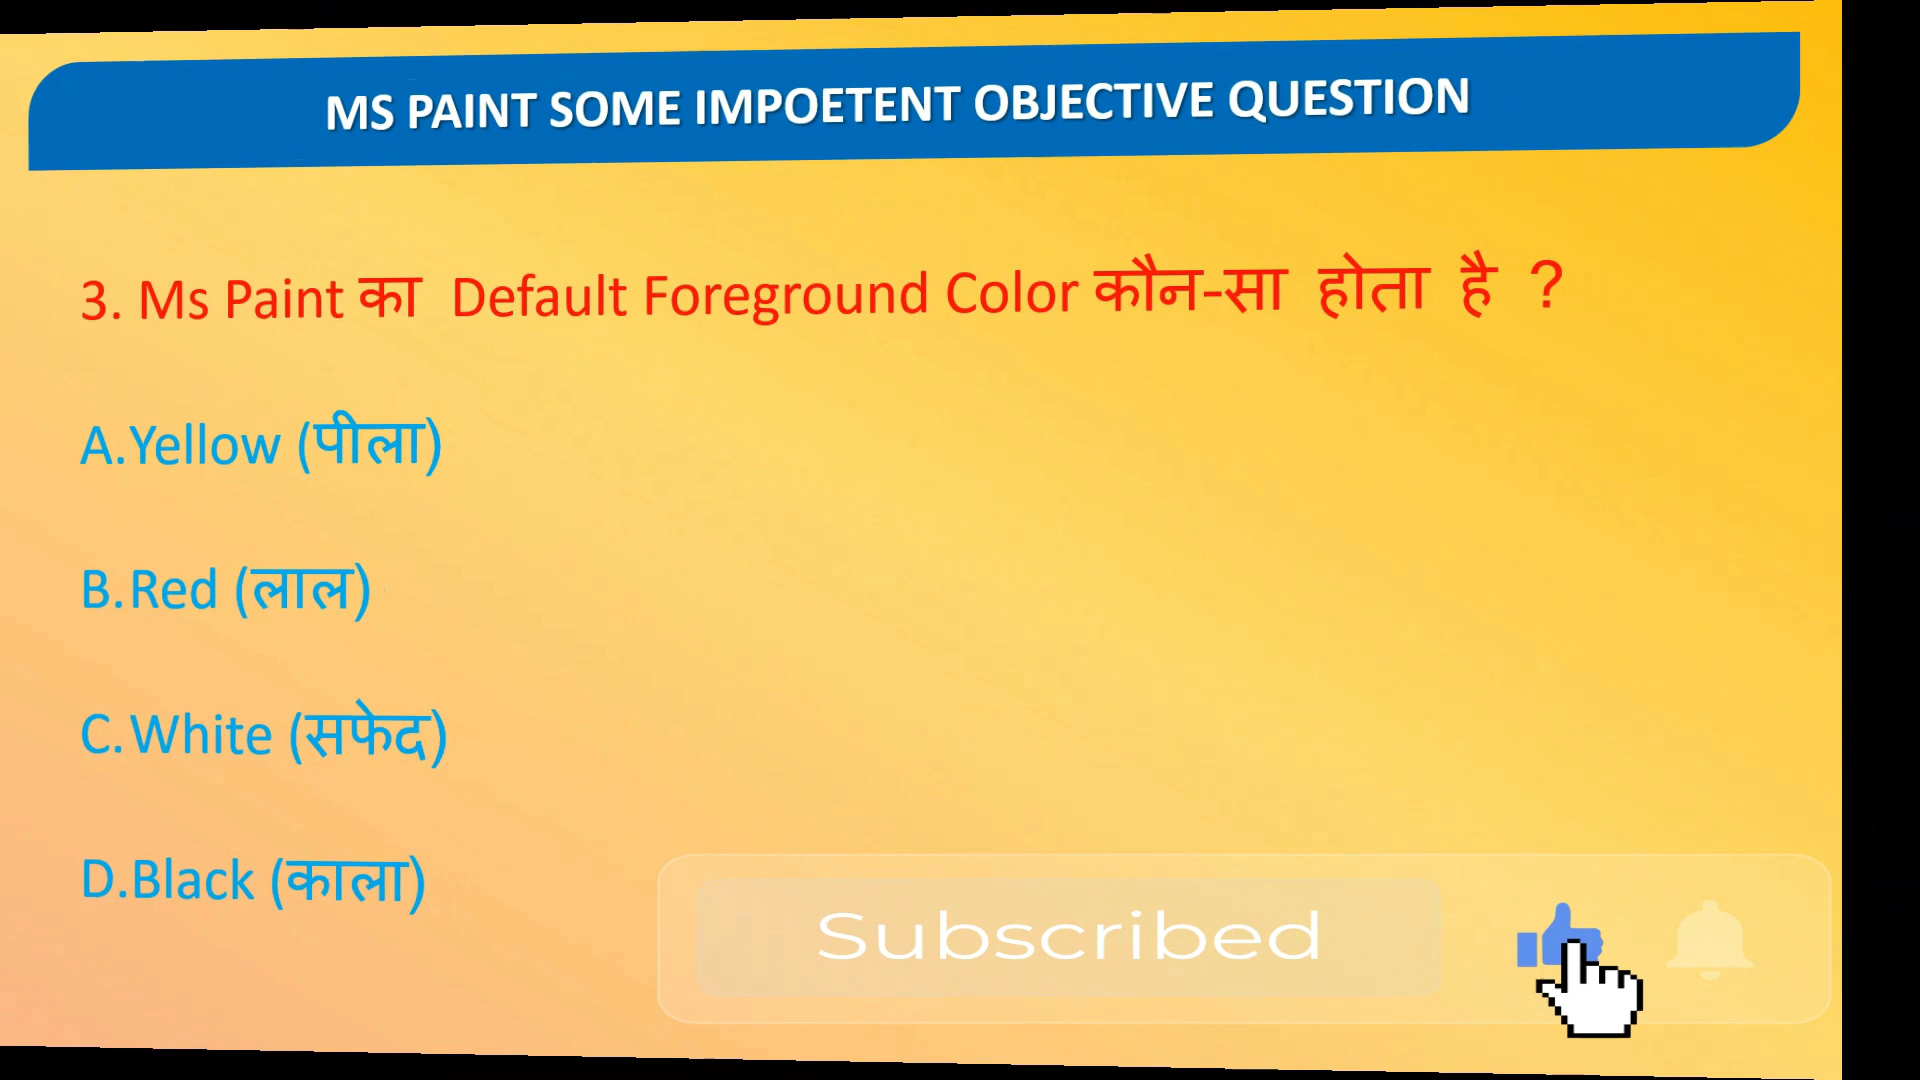 MS PAINT SOME IMPOETENT OBJECTIVE QUESTION
3. Ms Paint का Default Foreground Color कौन-सा होता है ?
A.Yellow (पीला)
B.Red (लाल)
C.White (सफेद)
D.Black (काला)
Subscribed